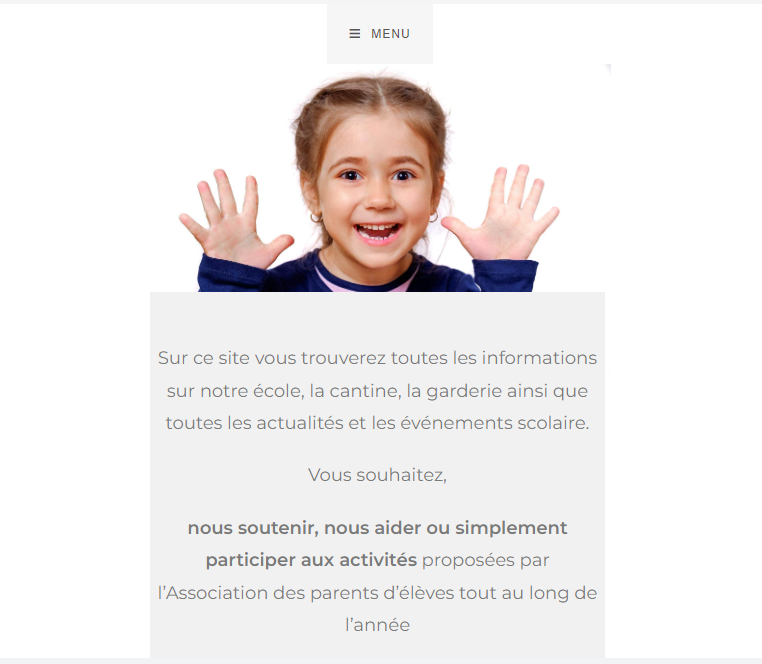 MENU
Sur ce site vous trouverez toutes les informations
sur notre école, la cantine, la garderie ainsi que
toutes les actualités et les événements scolaire.
Vous souhaitez,
nous soutenir, nous aider ou simplement
participer aux activités proposées par
l’Association des parents d’élèves tout au long de
l’année